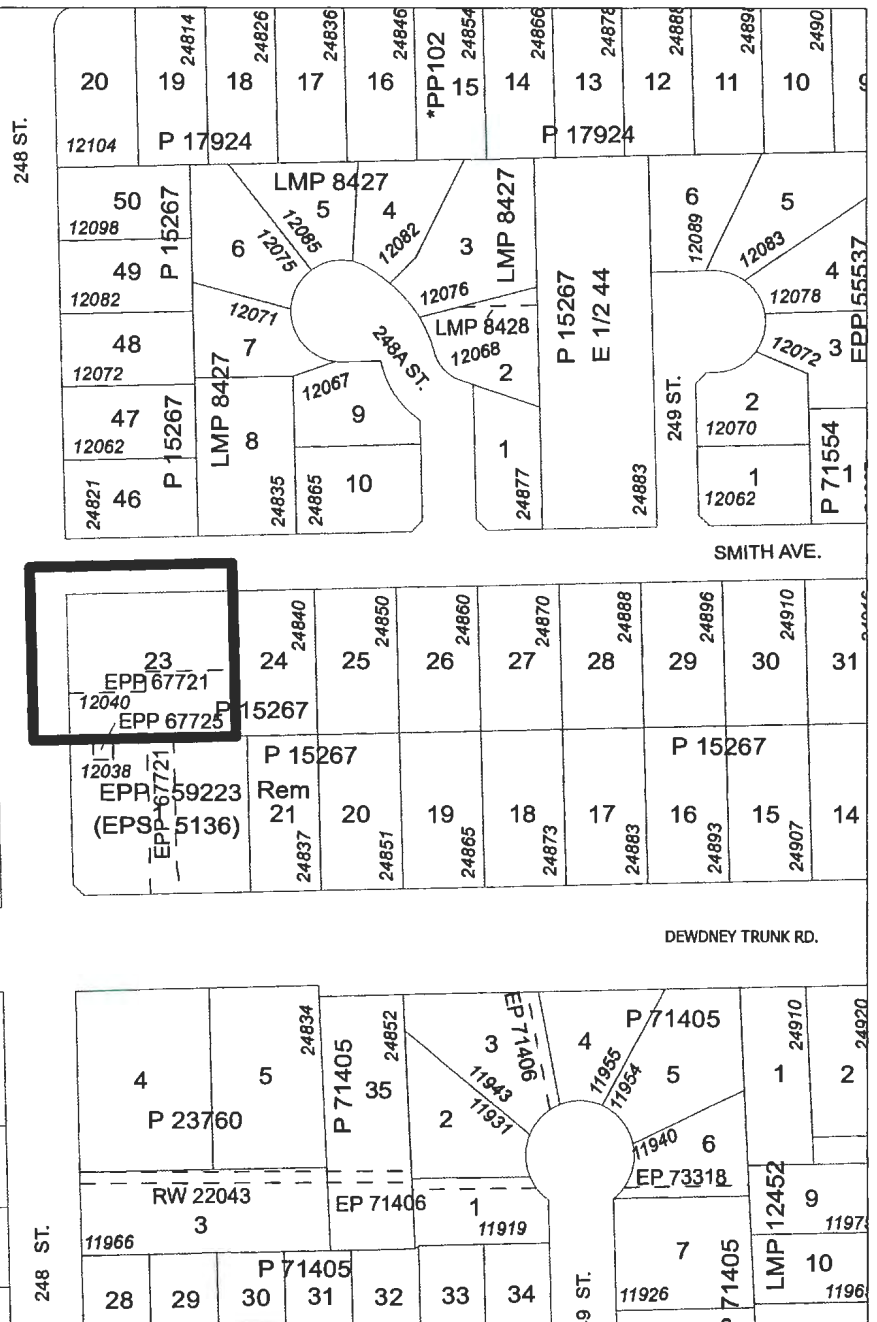 24814 24826 24836 24846 24854 24866 24878
20 19 18 17 16 *PP102 15 14 13 12 11 10
12104 P 17924 P 17924
248 ST.
LMP 8427
50 12098 P 15267
49 12082
48 12072
47 12062 P 15267
46 24821
6 12075
5 12085
4 12082
3 12076 LMP 8427
LMP 8428
12068 2
248A ST.
12071 7
LMP 8427
8 24835
12067 9
24865 10
1 24877
P 15267
E 1/2 44
24883
249 ST.
6 12089
5 12083
4 12078 EPP 55537
3 12072
2 12070
1 12062
P 71554 1
SMITH AVE.
23
EPP 67721
12040
EPP 67725
P 15267
24 24840
25 24850
26 24860
27 24870
28 24888
29 24896
30 24910
31
12038
EPP 59223
(EPS 5136)
EPP 67721
P 15267
P 15267
Rem
21 24837
20 24851
19 24865
18 24873
17 24883
16 24893
15 24907
14
DEWDNEY TRUNK RD.
4
5 24834
P 23760
P 71405
35 24852
3 11943
EP 71406
2 11931
4 11955
P 71405
5 11954
6 11940
EP 73318
1 24910
2 24920
RW 22043
3
11966
EP 71406
1 11919
7 11926
LMP 12452
9
10
248 ST.
P 71405
28 29 30 31 32 33 34
ST.
71405